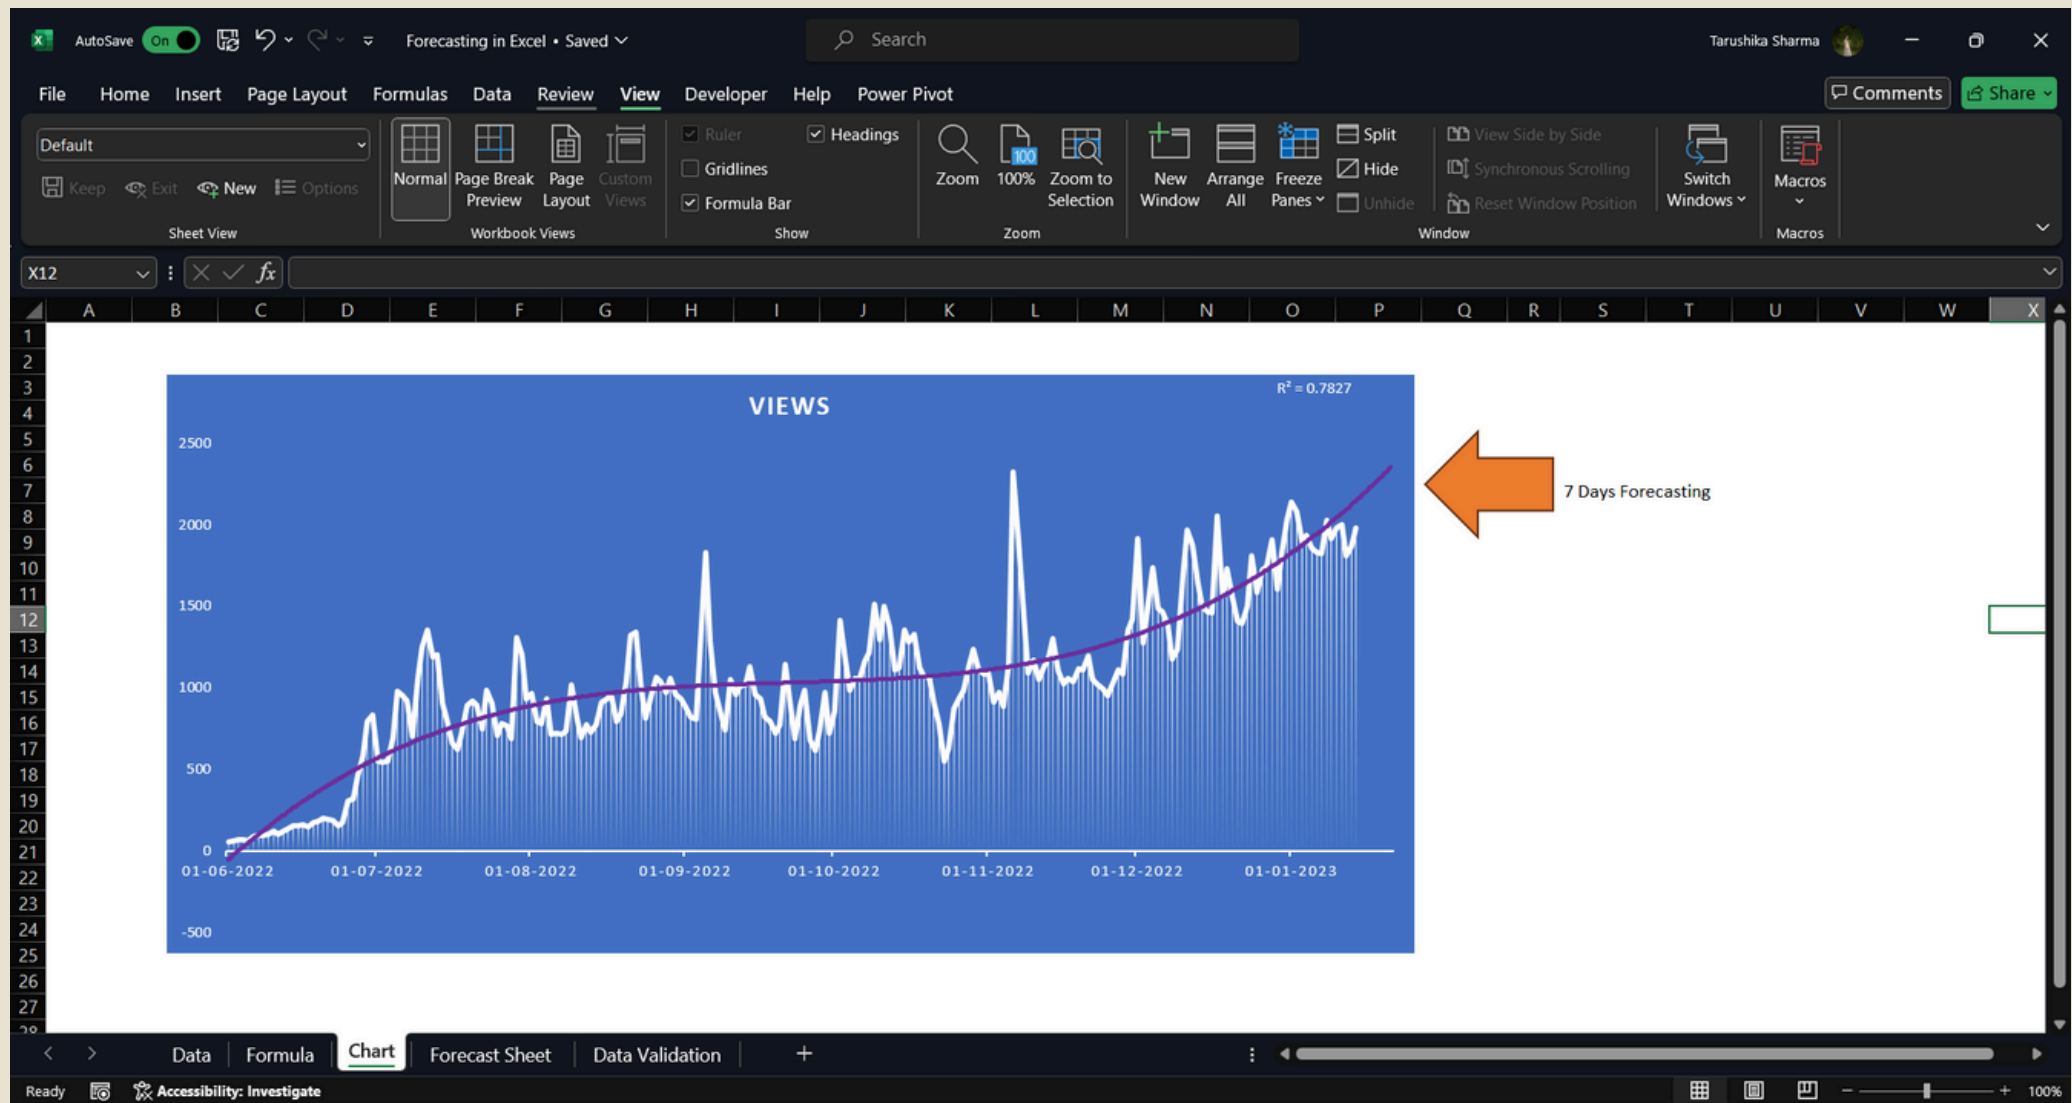 AutoSave On Forecasting in Excel • Saved Search Tarushika Sharma
File Home Insert Page Layout Formulas Data Review View Developer Help Power Pivot Comments Share
Default
Keep Exit New Options
Sheet View
Normal Page Break Preview Page Layout Custom Views
Workbook Views
Ruler Headings
Gridlines
Formula Bar
Show
Zoom 100 100% Zoom to Selection
Zoom
New Window Arrange All Freeze Panes
Split
Hide
Unhide
View Side by Side
Synchronous Scrolling
Reset Window Position
Switch Windows
Window
Macros
Macros
X12 fx
A B C D E F G H I J K L M N O P Q R S T U V W X
1
2
3
4
5
6
7
8
9
10
11
12
13
14
15
16
17
18
19
20
21
22
23
24
25
26
27
28
R² = 0.7827
VIEWS
2500
2000
1500
1000
500
0
-500
01-06-2022 01-07-2022 01-08-2022 01-09-2022 01-10-2022 01-11-2022 01-12-2022 01-01-2023
7 Days Forecasting
Data Formula Chart Forecast Sheet Data Validation +
Ready Accessibility: Investigate 100%